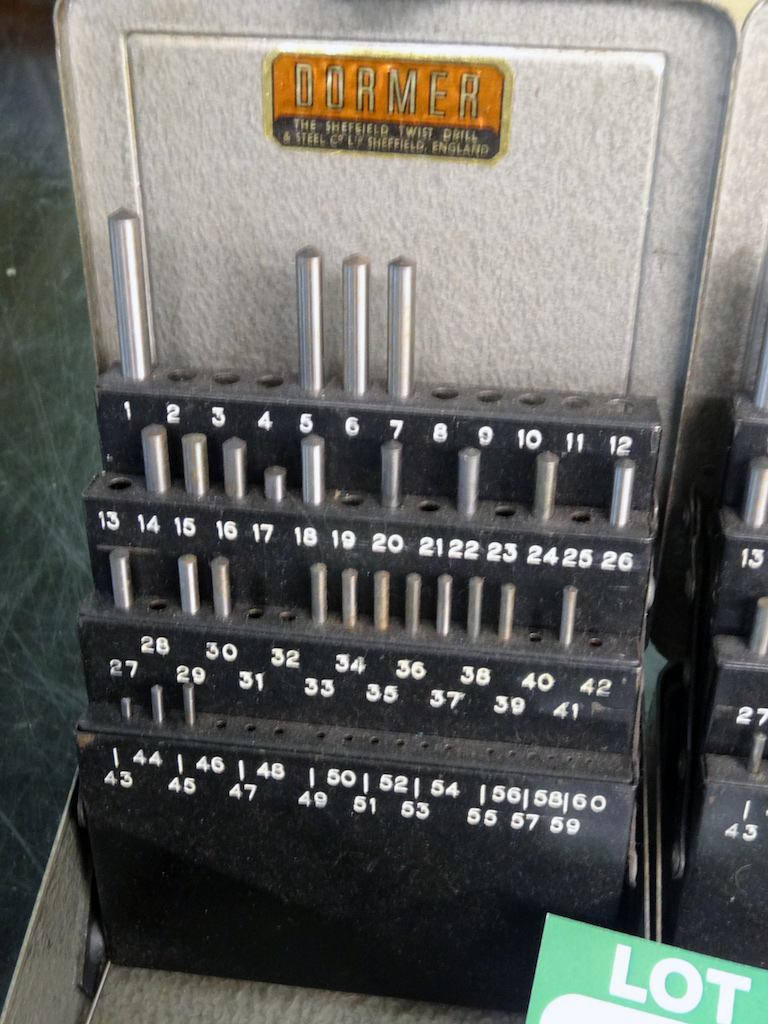 DORMER
THE SHEFFIELD TWIST DRILL
& STEEL Co LTD SHEFFIELD, ENGLAND
1 2 3 4 5 6 7 8 9 10 11 12
13 14 15 16 17 18 19 20 21 22 23 24 25 26
13
28 30 32 34 36 38 40 42
27 29 31 33 35 37 39 41
27
44 46 48 50 52 54 56 58 60
43 45 47 49 51 53 55 57 59
43
LOT